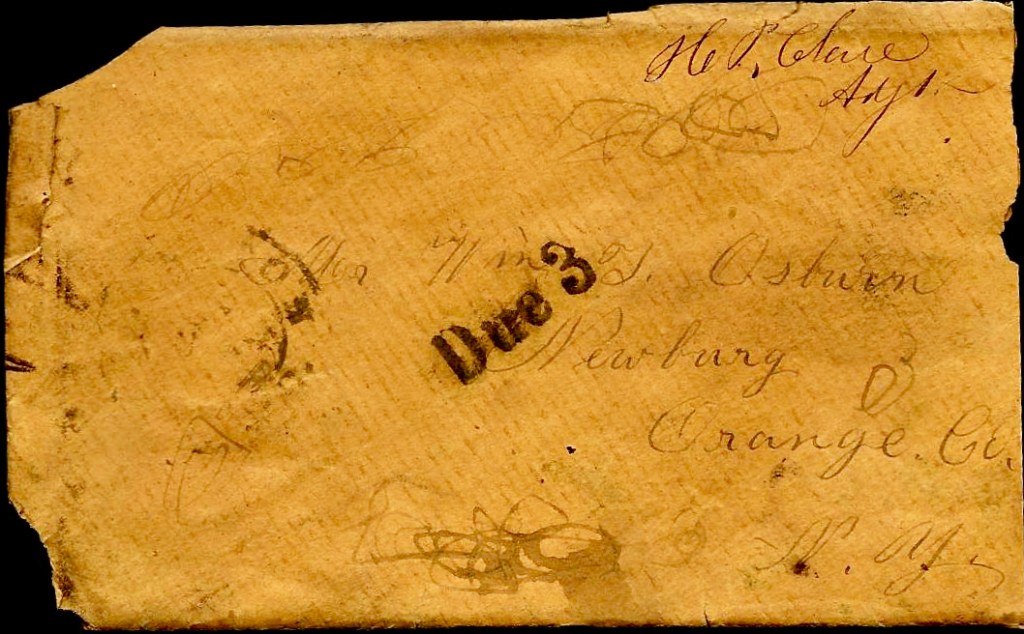 H. P. Clare
Adjt.
Mr Wm T. Osburn
Due 3
Newburg
Orange. Co.
N. Y.